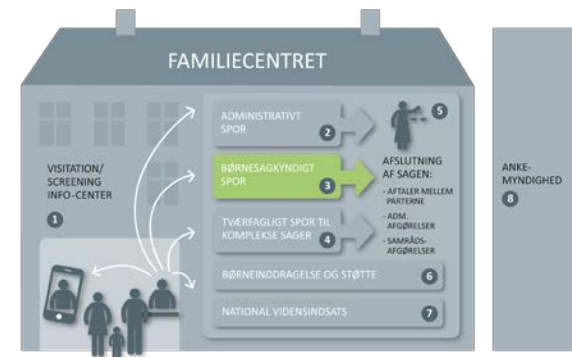 FAMILIECENTRET
VISITATION/
SCREENING
INFO-CENTER
1
ADMINISTRATIVT
SPOR
2
BØRNESAGKYNDIGT
SPOR
3
TVÆRFAGLIGT SPOR TIL
KOMPLEKSE SAGER
4
5
AFSLUTNING
AF SAGEN:
- AFTALER MELLEM
PARTERNE
- ADM.
AFGØRELSER
- SAMRÅDS-
AFGØRELSER
BØRNEINDDRAGELSE OG STØTTE
6
NATIONAL VIDENSINDSATS
7
ANKE-
MYNDIGHED
8